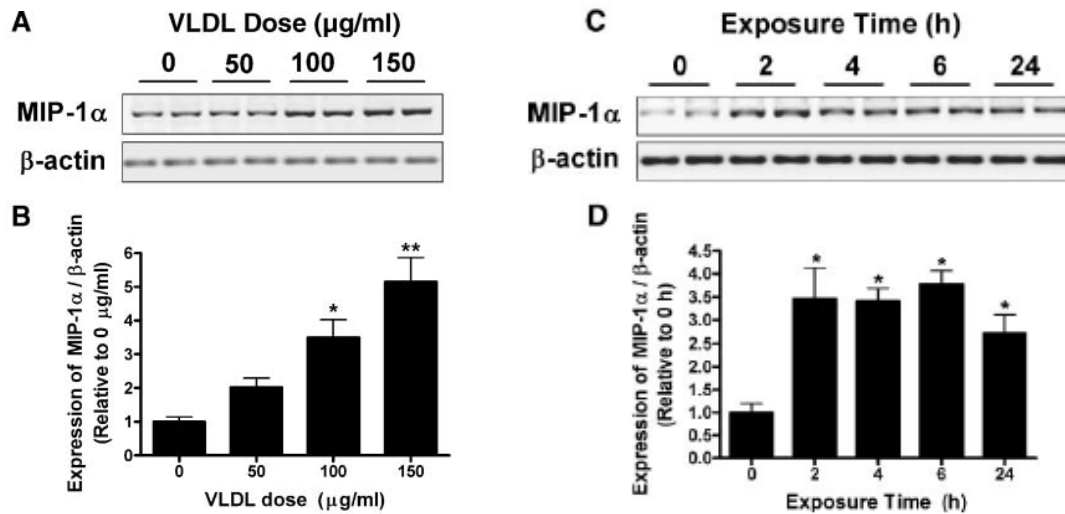 A
VLDL Dose (µg/ml)
0 50 100 150
MIP-1α
β-actin
B
Expression of MIP-1α / β-actin
(Relative to 0 µg/ml)
6
5
4
3
2
1
0
*
**
0 50 100 150
VLDL dose (µg/ml)
C
Exposure Time (h)
0 2 4 6 24
MIP-1α
β-actin
D
Expression of MIP-1α / β-actin
(Relative to 0 h)
4.5
4.0
3.5
3.0
2.5
2.0
1.5
1.0
0.5
0.0
* * * *
0 2 4 6 24
Exposure Time (h)